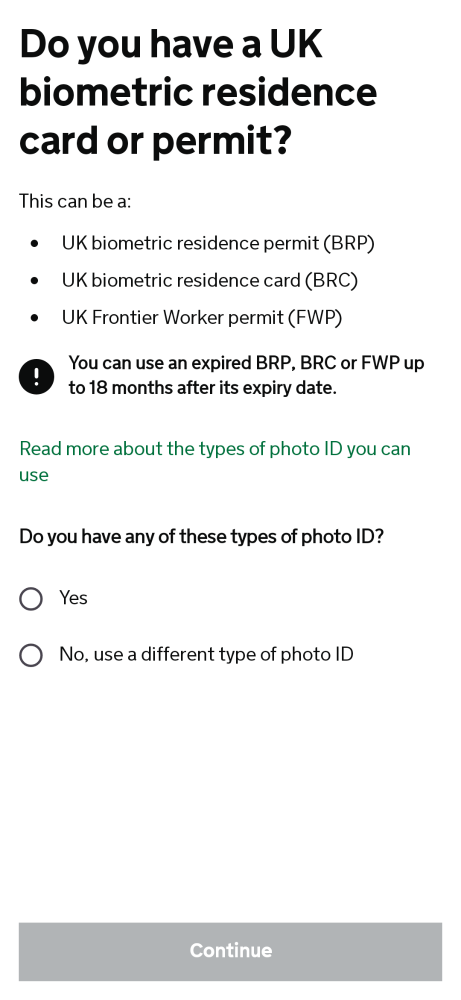 Do you have a UK
biometric residence
card or permit?
This can be a:
• UK biometric residence permit (BRP)
• UK biometric residence card (BRC)
• UK Frontier Worker permit (FWP)
! You can use an expired BRP, BRC or FWP up
to 18 months after its expiry date.
Read more about the types of photo ID you can
use
Do you have any of these types of photo ID?
Yes
No, use a different type of photo ID
Continue